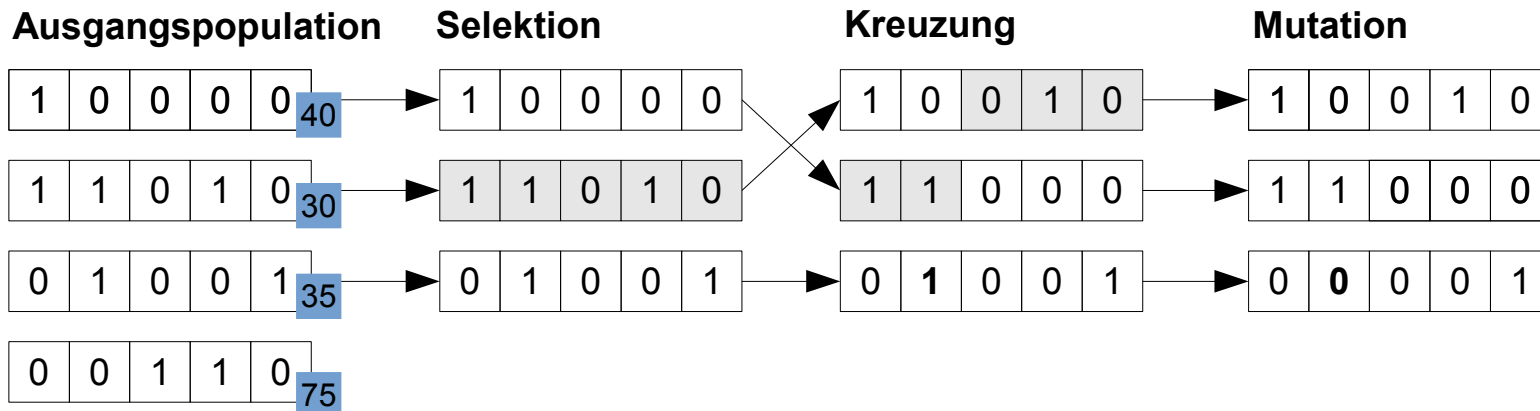 Ausgangspopulation Selektion Kreuzung Mutation
1 0 0 0 0 40 1 0 0 0 0 1 0 0 1 0 1 0 0 1 0
1 1 0 1 0 30 1 1 0 1 0 1 1 0 0 0 1 1 0 0 0
0 1 0 0 1 35 0 1 0 0 1 0 1 0 0 1 0 0 0 0 1
0 0 1 1 0 75